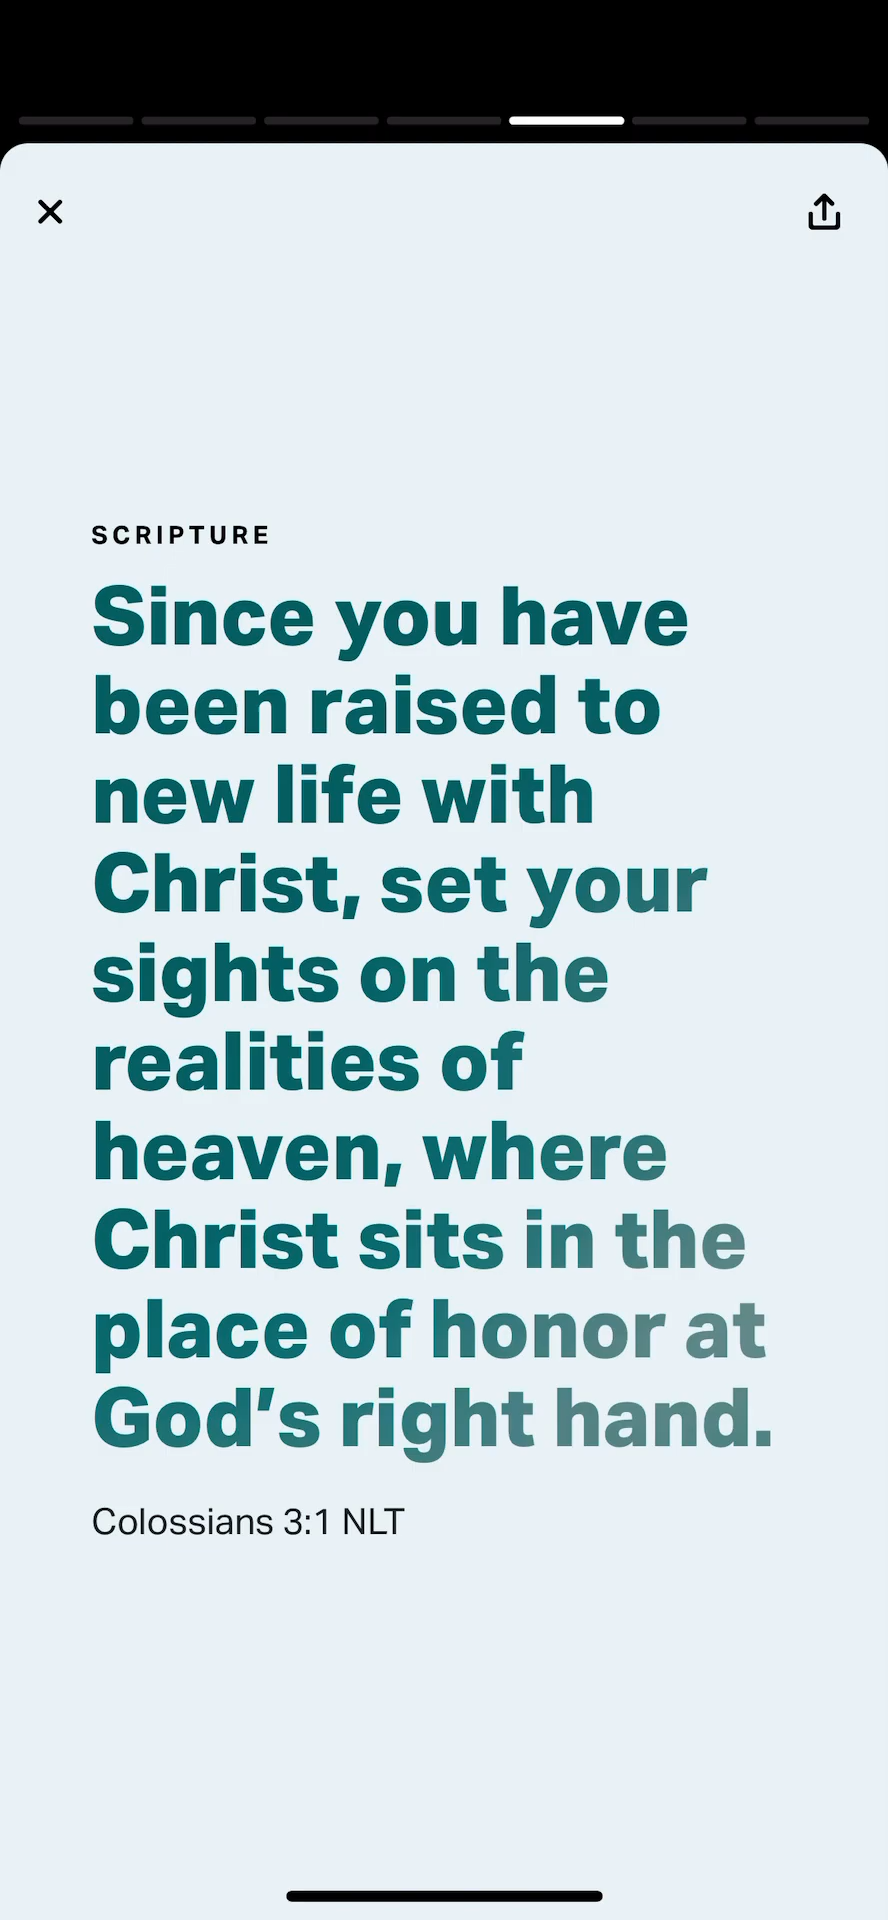 SCRIPTURE
Since you have
been raised to
new life with
Christ, set your
sights on the
realities of
heaven, where
Christ sits in the
place of honor at
God’s right hand.
Colossians 3:1 NLT